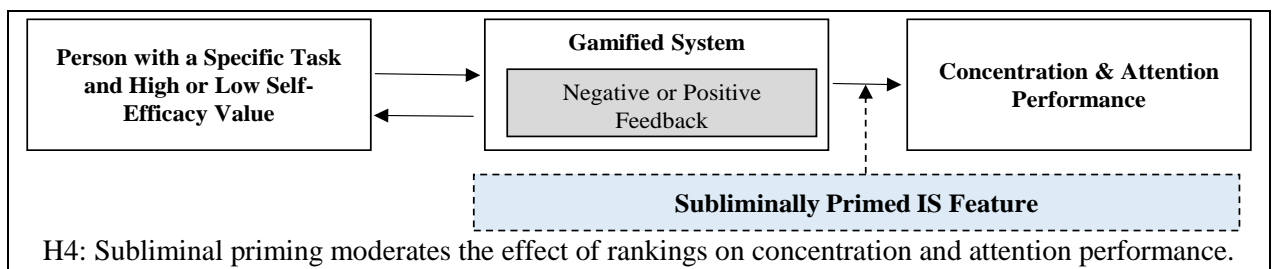 Person with a Specific Task
and High or Low Self-
Efficacy Value
Gamified System
Negative or Positive
Feedback
Concentration & Attention
Performance
Subliminally Primed IS Feature
H4: Subliminal priming moderates the effect of rankings on concentration and attention performance.